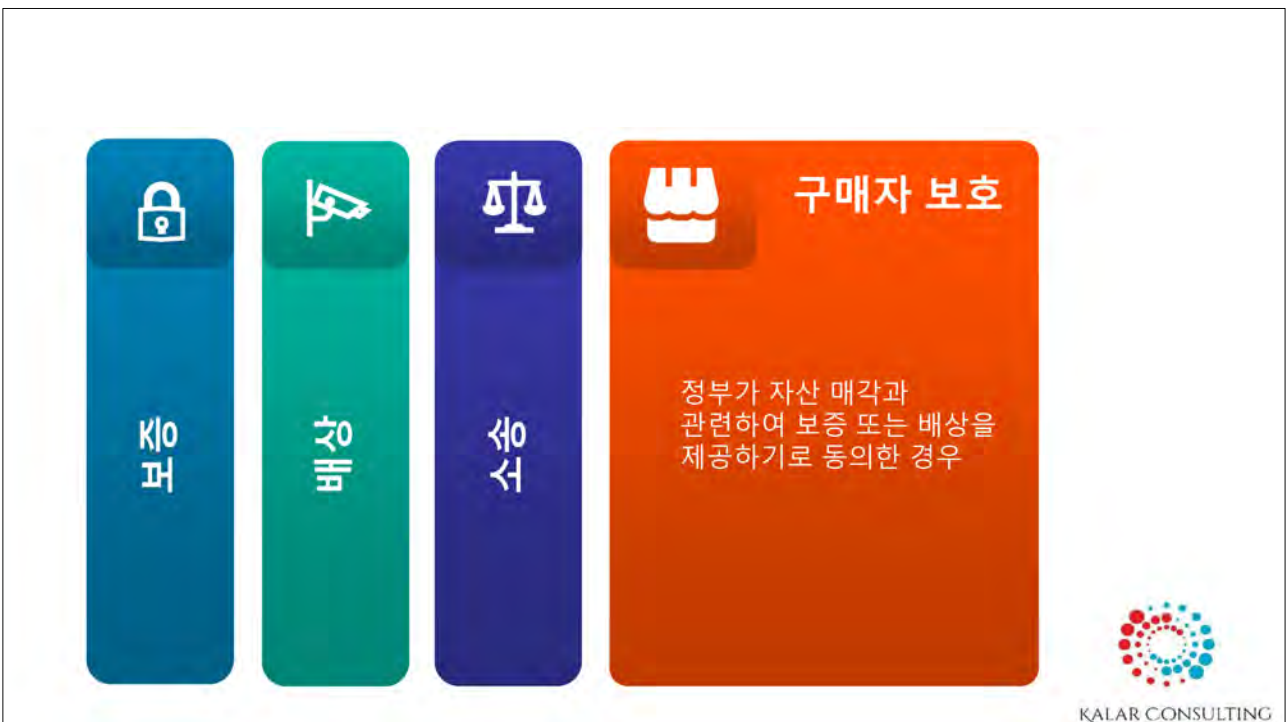 보증
배상
소송
구매자 보호
정부가 자산 매각과
관련하여 보증 또는 배상을
제공하기로 동의한 경우
KALAR CONSULTING